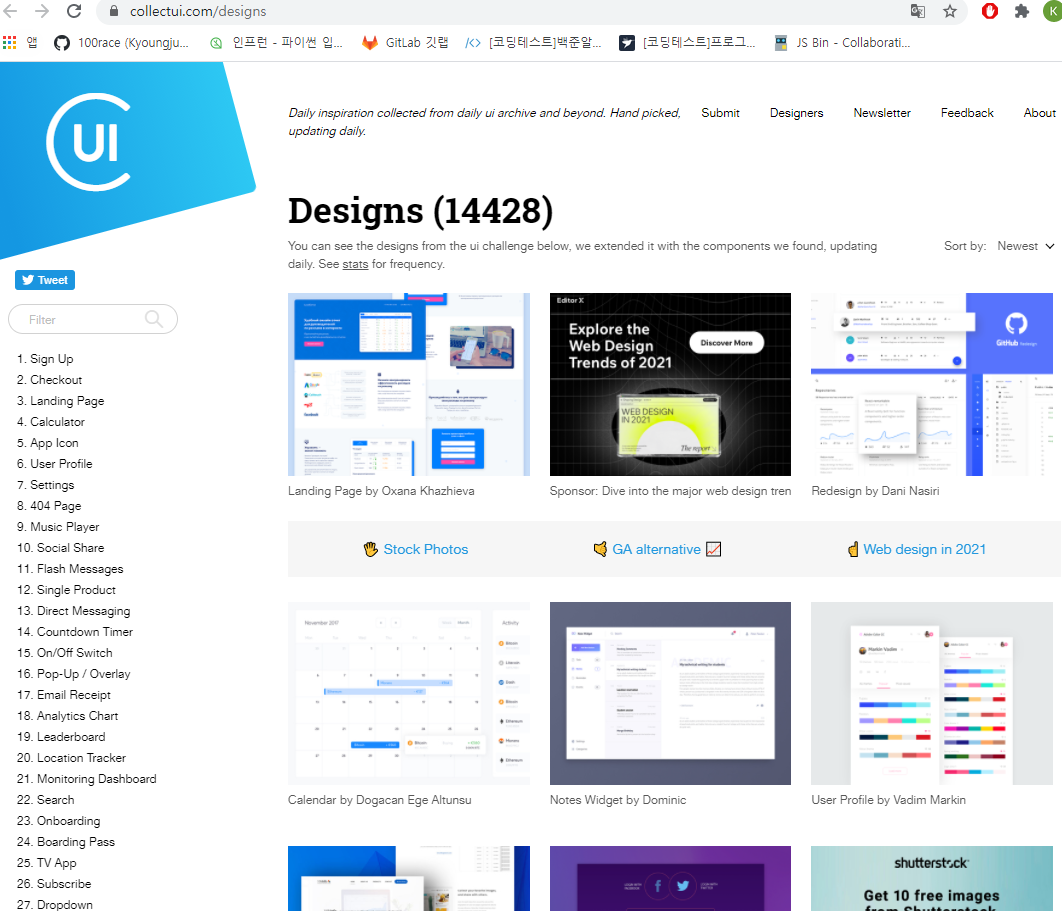 collectui.com/designs
K
앱
100race (Kyoungju...
인프런 - 파이썬 입...
GitLab 깃랩
[코딩테스트]백준알...
[코딩테스트]프로그...
JS Bin - Collaborati...
UI
Daily inspiration collected from daily ui archive and beyond. Hand picked,
updating daily.
Submit
Designers
Newsletter
Feedback
About
Designs (14428)
You can see the designs from the ui challenge below, we extended it with the components we found, updating
daily. See stats for frequency.
Sort by: Newest
Tweet
Filter
1. Sign Up
2. Checkout
3. Landing Page
4. Calculator
5. App Icon
6. User Profile
7. Settings
8. 404 Page
9. Music Player
10. Social Share
11. Flash Messages
12. Single Product
13. Direct Messaging
14. Countdown Timer
15. On/Off Switch
16. Pop-Up / Overlay
17. Email Receipt
18. Analytics Chart
19. Leaderboard
20. Location Tracker
21. Monitoring Dashboard
22. Search
23. Onboarding
24. Boarding Pass
25. TV App
26. Subscribe
27. Dropdown
Editor X
Explore the
Web Design
Trends of 2021
Discover More
WEB DESIGN
IN 2021
The report
GitHub Redesign
Landing Page by Oxana Khazhieva
Sponsor: Dive into the major web design tren
Redesign by Dani Nasiri
Stock Photos
GA alternative
Web design in 2021
November 2017
Activity
Bitcoin
Litecoin
Dash
Bitcoin
Ethereum
Monero
Ethereum
Martin Vadim
Calendar by Dogacan Ege Altunsu
Notes Widget by Dominic
User Profile by Vadim Markin
shutterstock
Get 10 free images
from Shutterstock